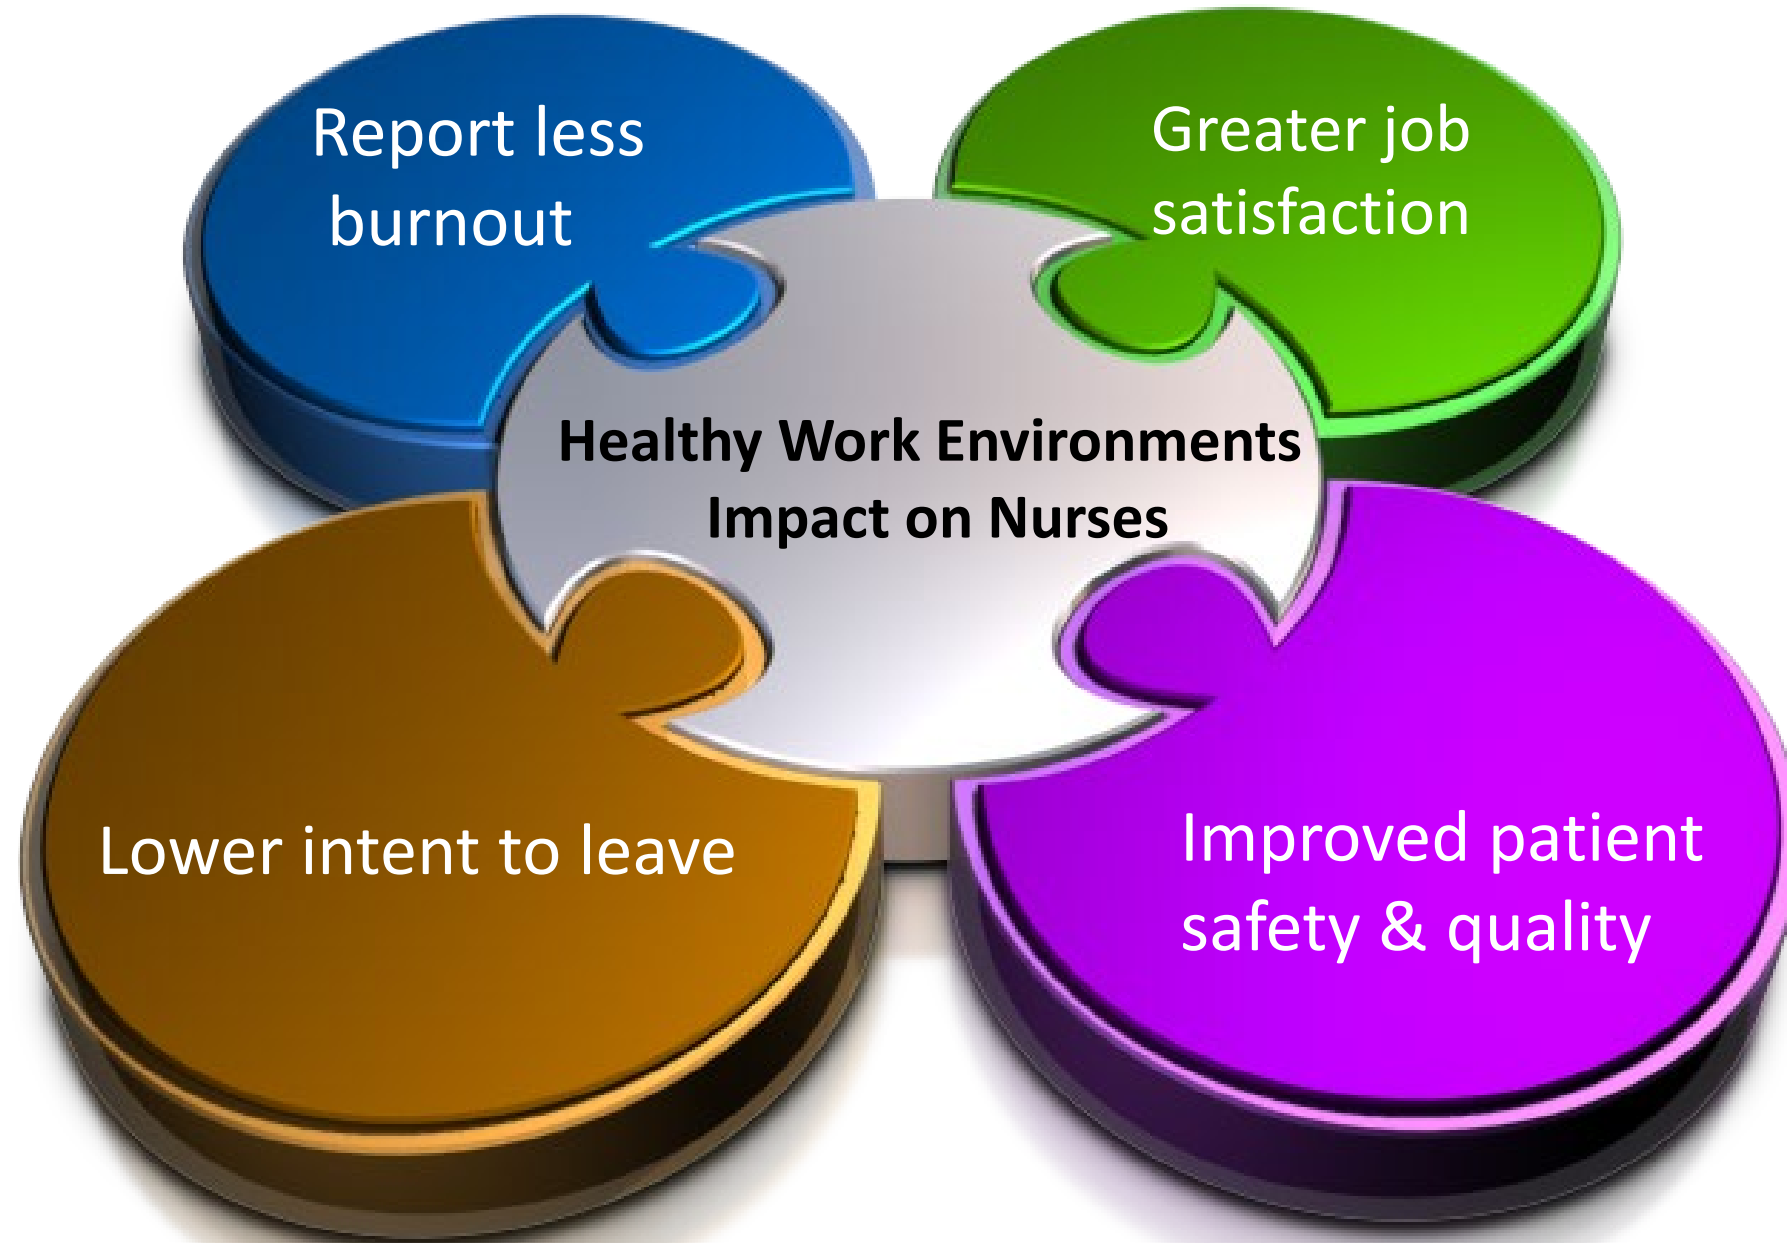 Report less
burnout
Greater job
satisfaction
Healthy Work Environments
Impact on Nurses
Lower intent to leave
Improved patient
safety & quality